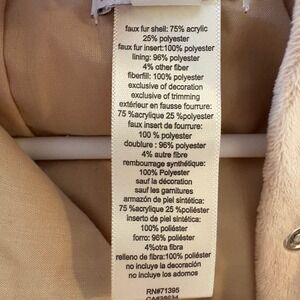 faux fur shell: 75% acrylic
25% polyester
faux fur insert:100% polyester
lining: 96% polyester
4% other fiber
fiberfill: 100% polyester
exclusive of decoration
exclusive of trimming
extérieur en fausse fourrure:
75 %acrylique 25 %polyester
insert de fourrure:
100 % polyester
doublure : 96% polyester
4% autre fibre
rembourrage synthétique:
100% polyester
sauf la décoration
sauf les garnitures
armazón de piel sintética:
75 %acrylique 25 %poliéster
inserto de piel sintética:
100% poliéster
forro: 96% poliéster
4%otra fibra
relleno de fibra:100% poliéster
no incluye la decoración
no incluye los adornos
RN#71395
CA#38634